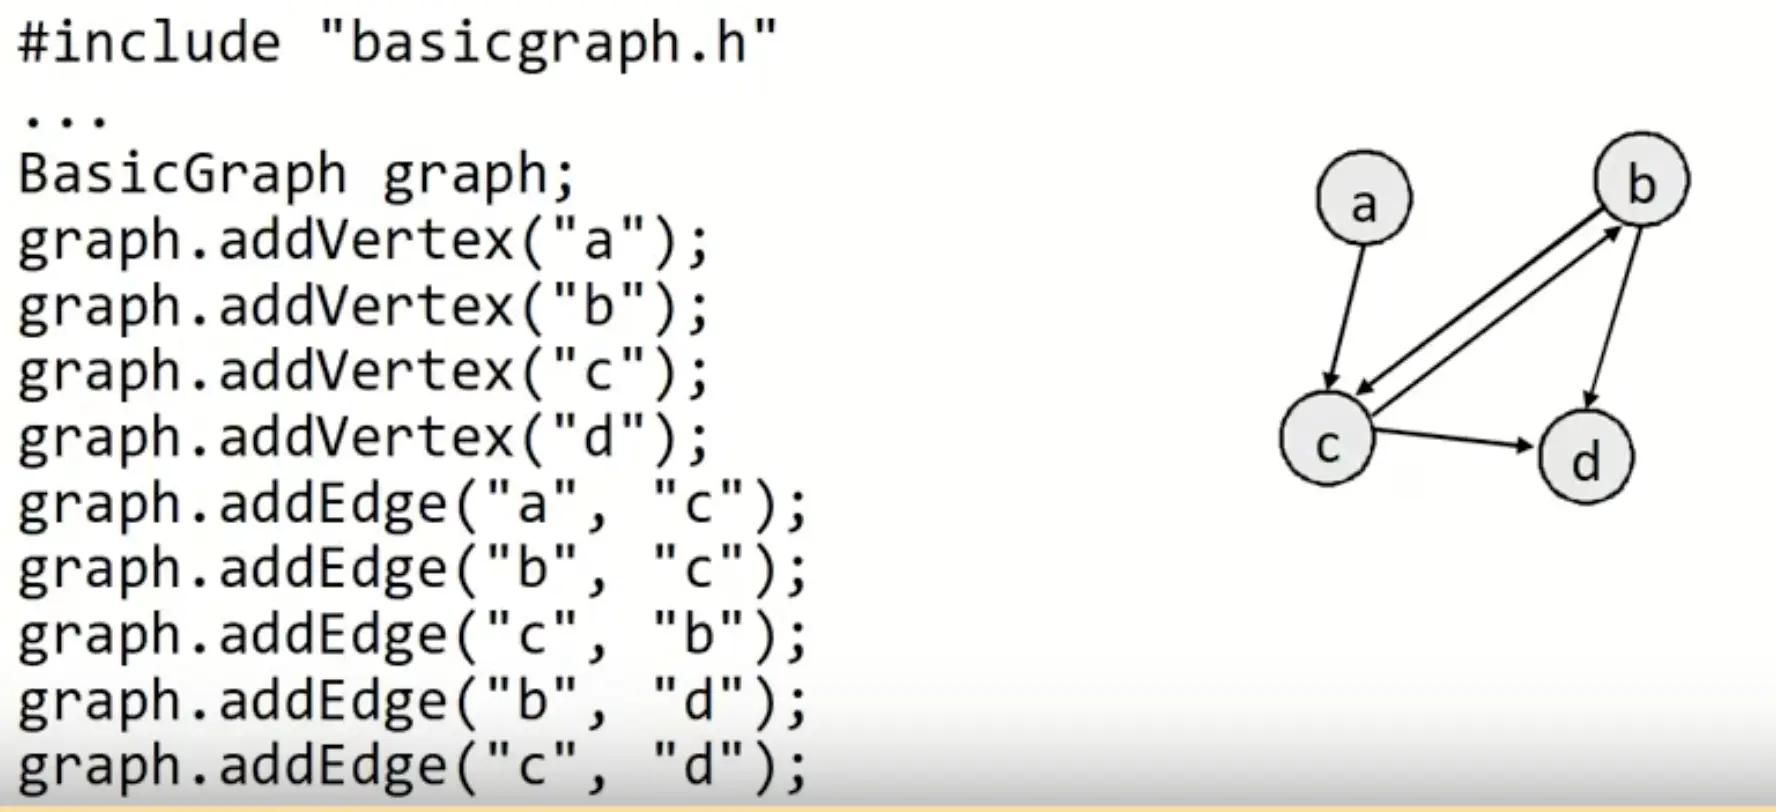 #include "basicgraph.h"
...
BasicGraph graph;
graph.addVertex("a");
graph.addVertex("b");
graph.addVertex("c");
graph.addVertex("d");
graph.addEdge("a", "c");
graph.addEdge("b", "c");
graph.addEdge("c", "b");
graph.addEdge("b", "d");
graph.addEdge("c", "d");
a
b
c
d